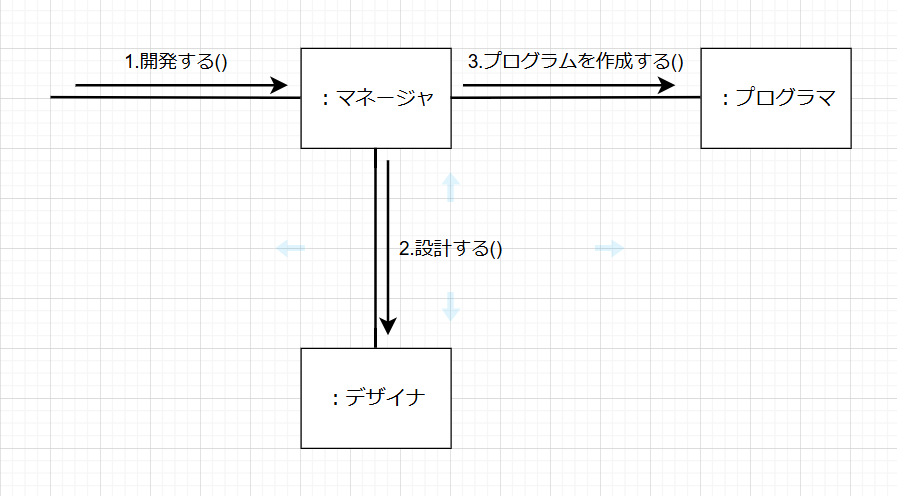 1.開発する()
3.プログラムを作成する()
：マネージャ
：プログラマ
2.設計する()
：デザイナ